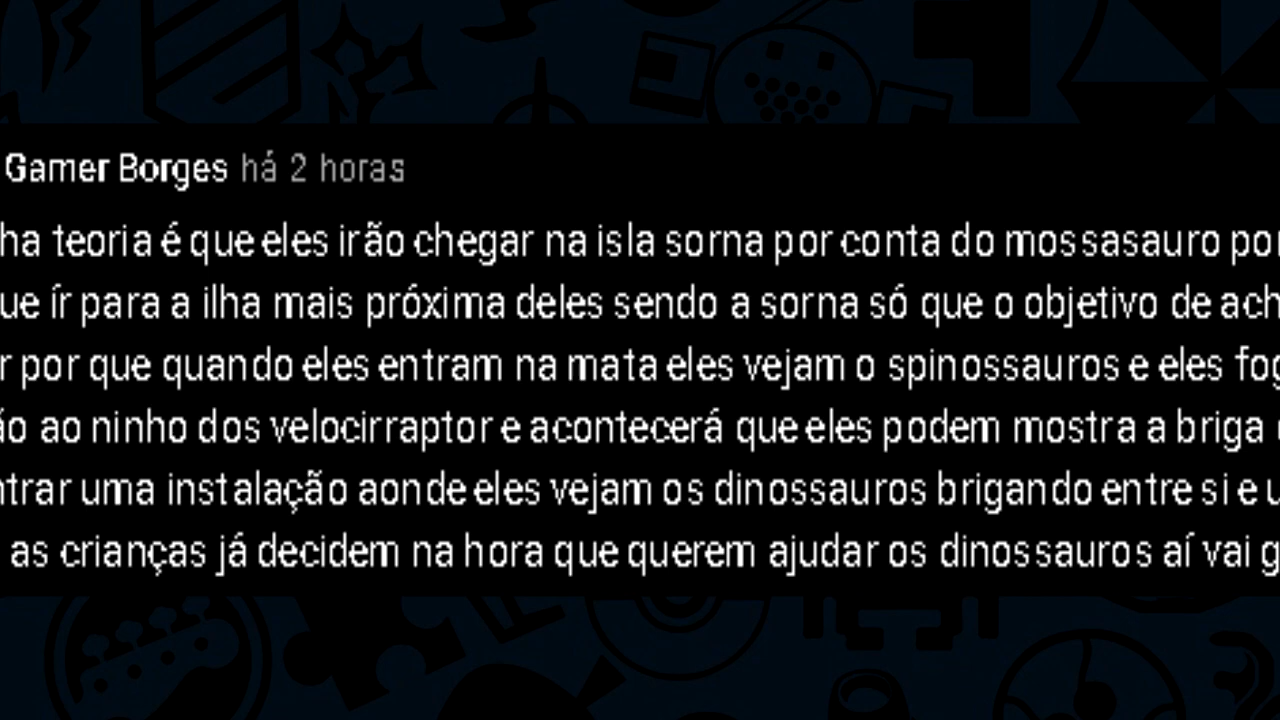 Gamer Borges há 2 horas
ha teoria é que eles irão chegar na isla sorna por conta do mossasauro por
ue ír para a ilha mais próxima deles sendo a sorna só que o objetivo de ach
r por que quando eles entram na mata eles vejam o spinossauros e eles fog
ão ao ninho dos velocirraptor e acontecerá que eles podem mostra a briga
ntrar uma instalação aonde eles vejam os dinossauros brigando entre si e u
as crianças já decidem na hora que querem ajudar os dinossauros aí vai g